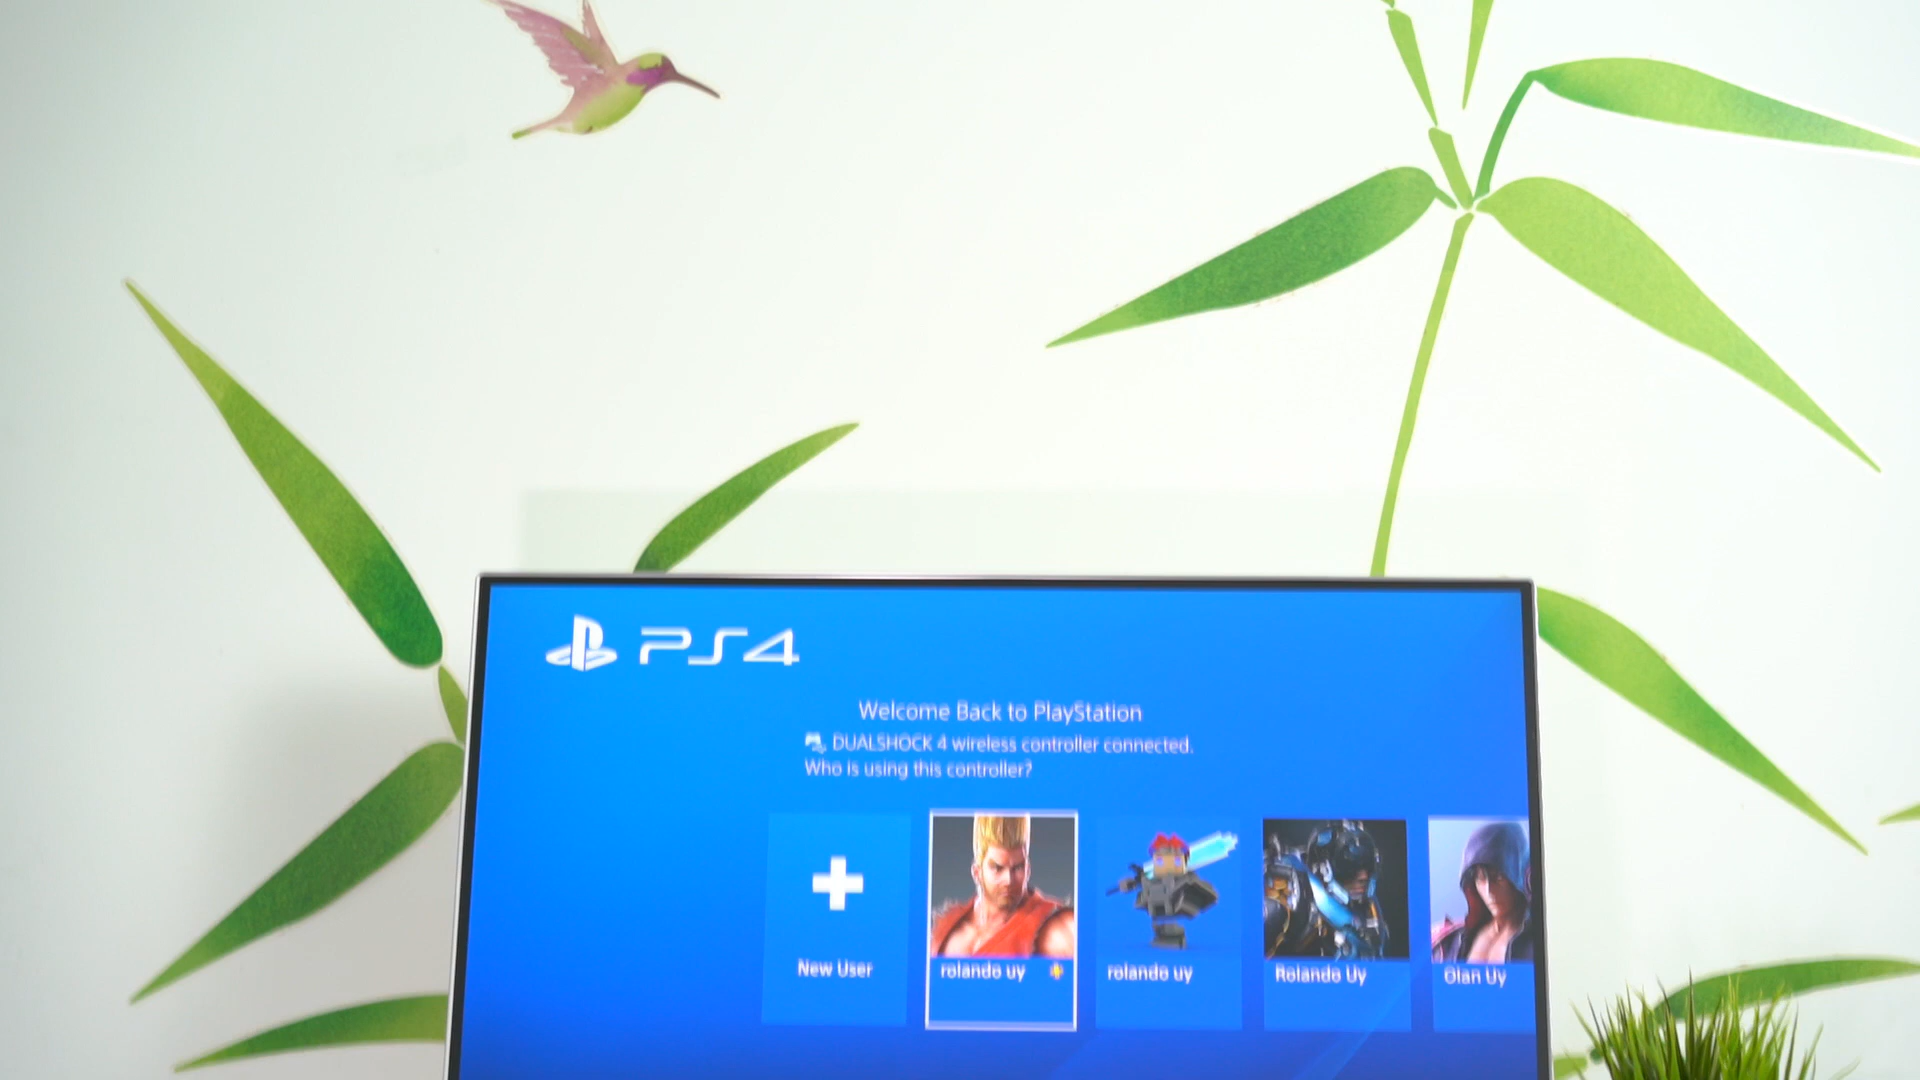 PS4
Welcome Back to PlayStation
DUALSHOCK 4 wireless controller connected.
Who is using this controller?
New User
rolando uy
rolando uy
Rolando Uy
Olan Uy